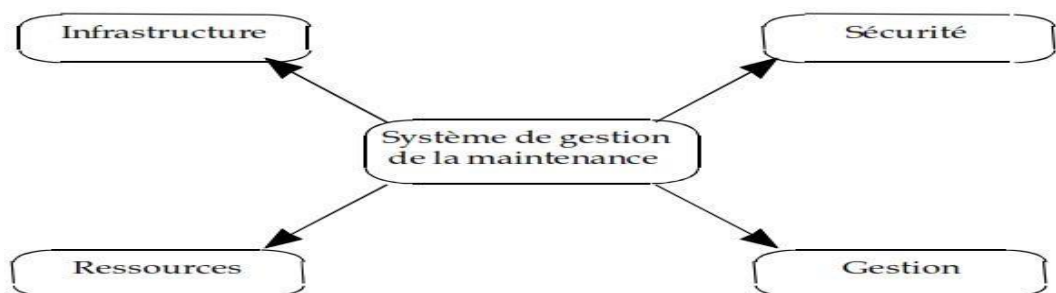 Infrastructure
Sécurité
Système de gestion
de la maintenance
Ressources
Gestion